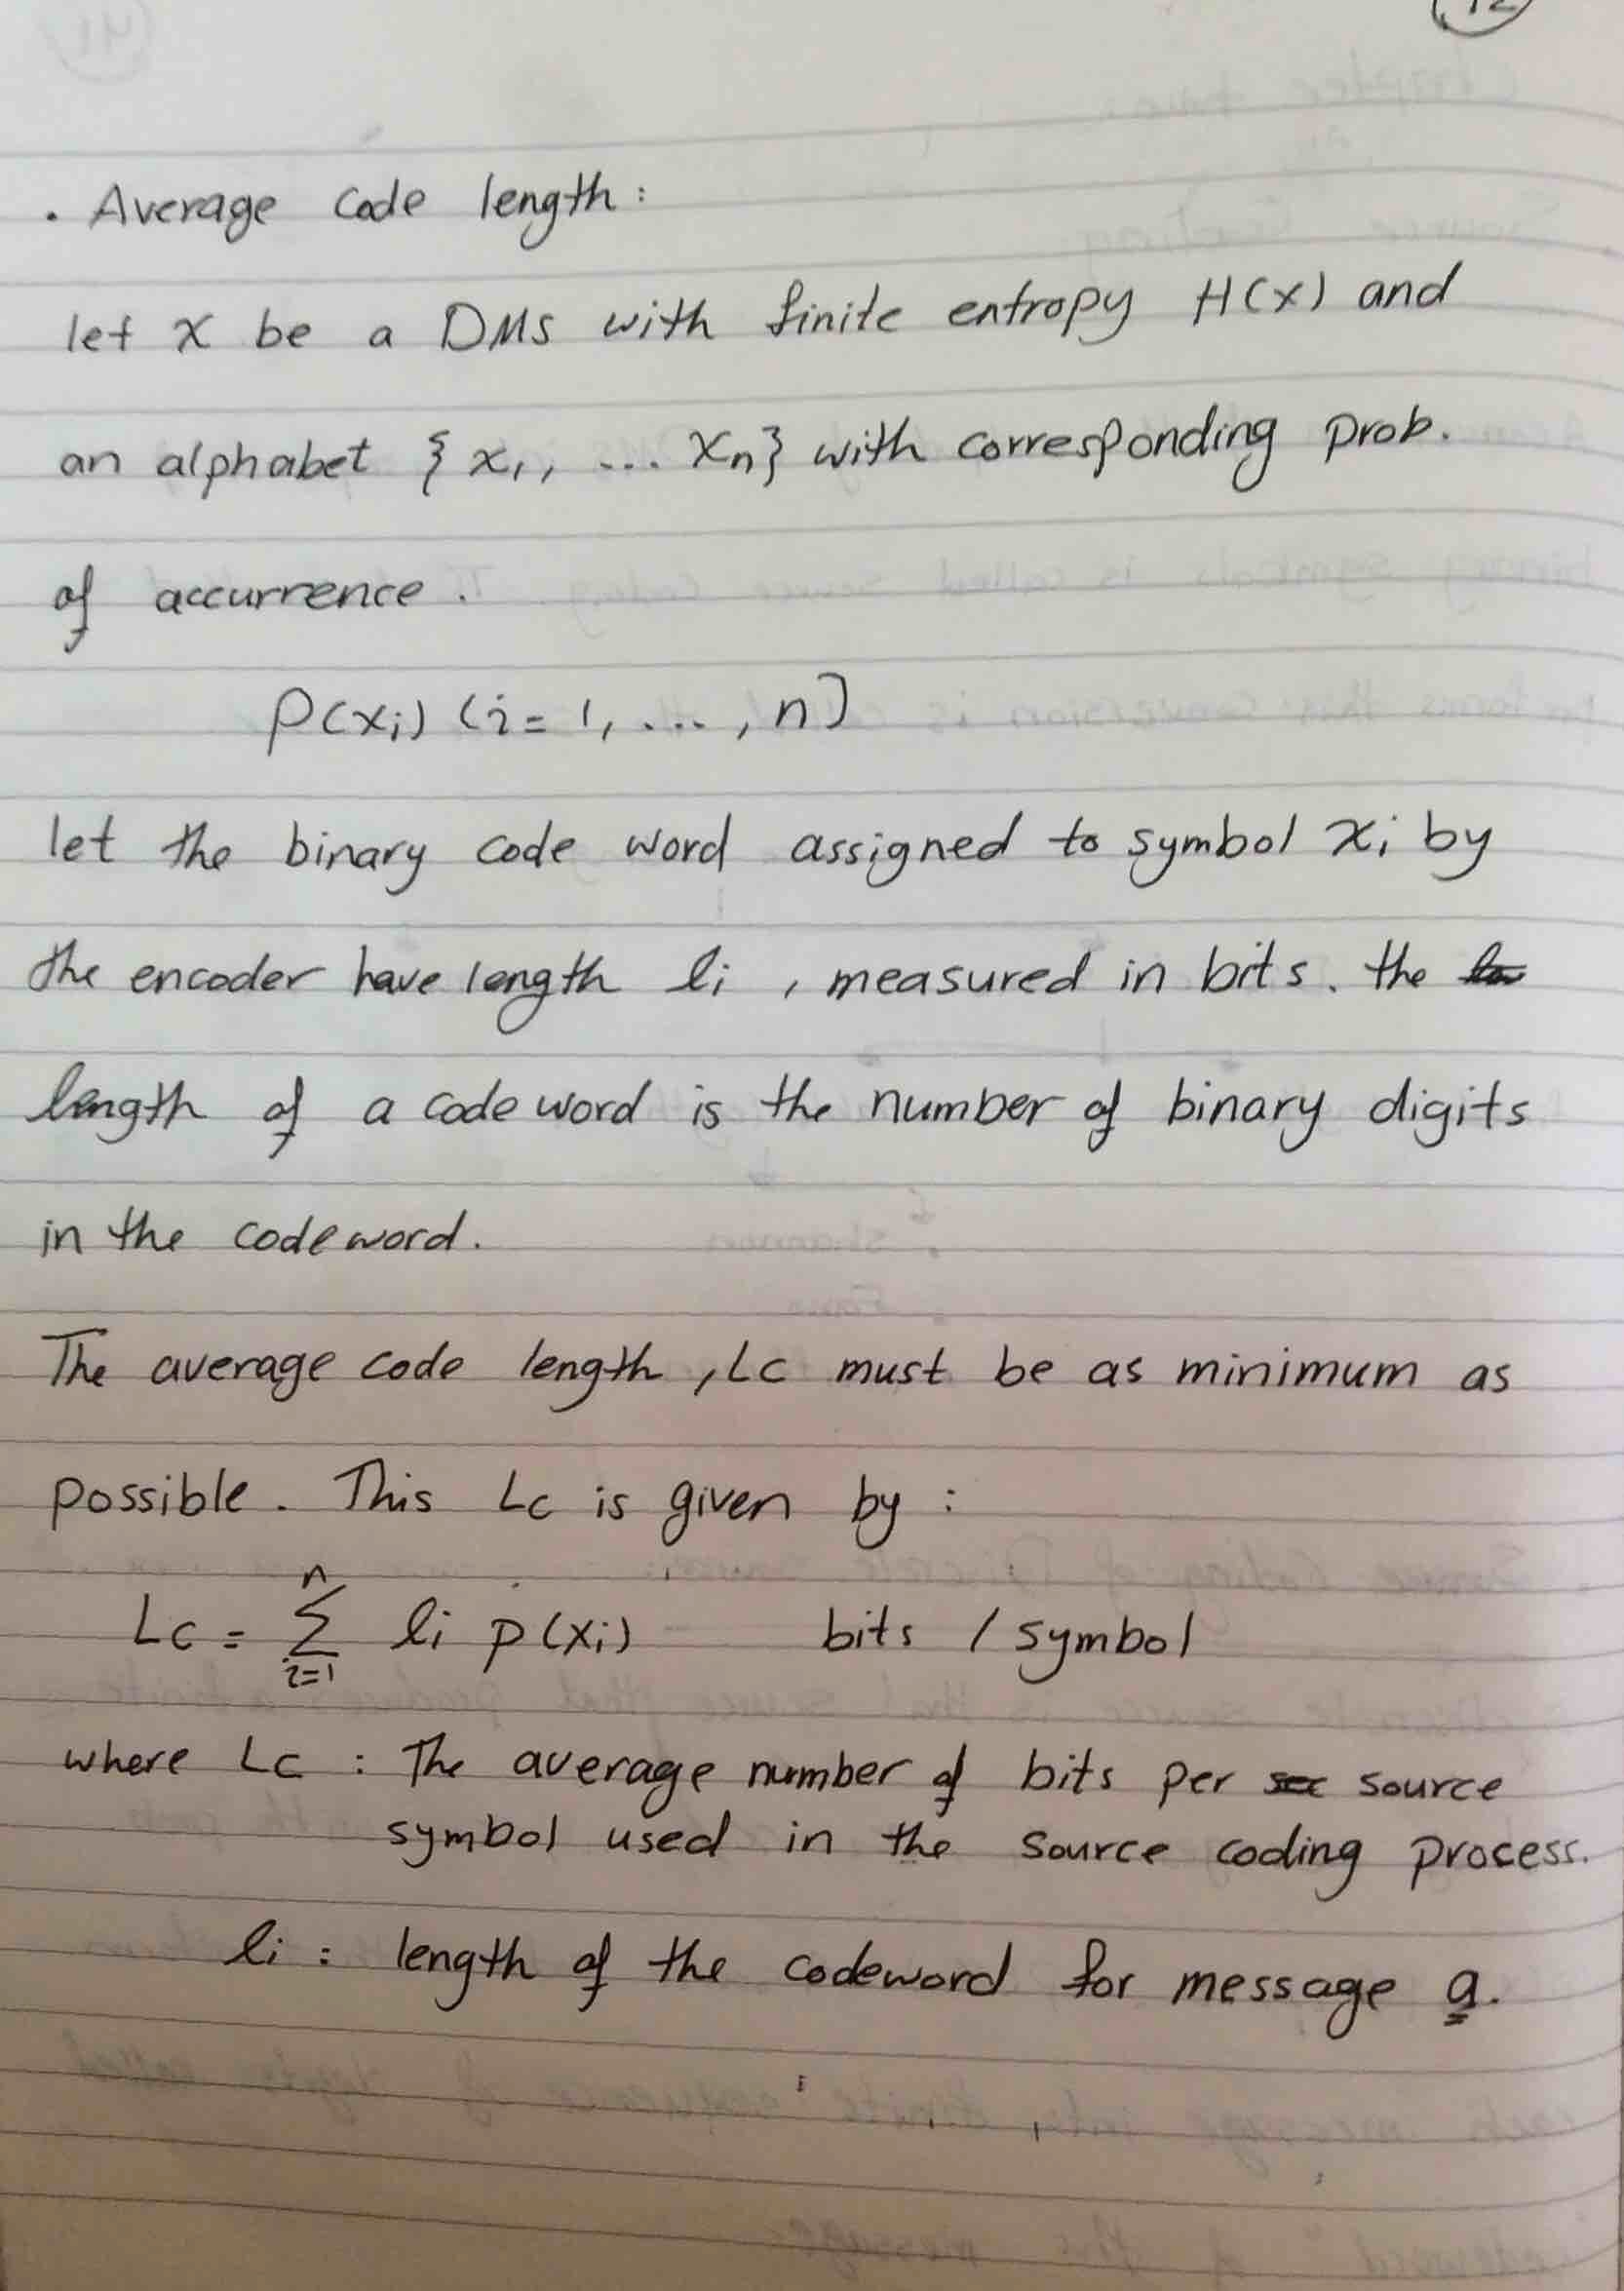 . Average code length :
let x be a DMS with finite entropy H(x) and
an alphabet { x1, , ... xn} with corresponding prob.
of accurrence .
P(xi) (i= 1, ... , n)
let the binary code word assigned to symbol xi by
the encoder have length li , measured in bits. the
length of a code word is the number of binary digits
in the codeword.
The average code length , Lc must be as minimum as
possible . This Lc is given by :
Lc = n Σ i=1 li p(xi) bits / symbol
where Lc : The average number of bits per source
symbol used in the source coding process.
li : length of the codeword for message a.